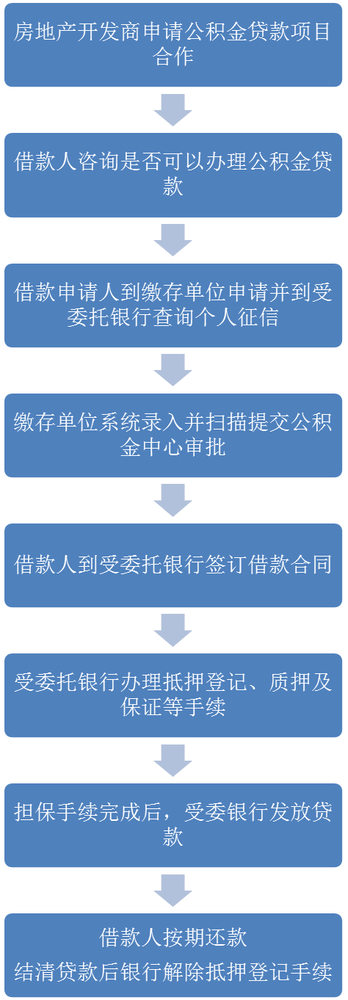 房地产开发商申请公积金贷款项目
合作
借款人咨询是否可以办理公积金贷
款
借款申请人到缴存单位申请并到受
委托银行查询个人征信
缴存单位系统录入并扫描提交公积
金中心审批
借款人到受委托银行签订借款合同
受委托银行办理抵押登记、质押及
保证等手续
担保手续完成后，受委银行发放贷
款
借款人按期还款
结清贷款后银行解除抵押登记手续